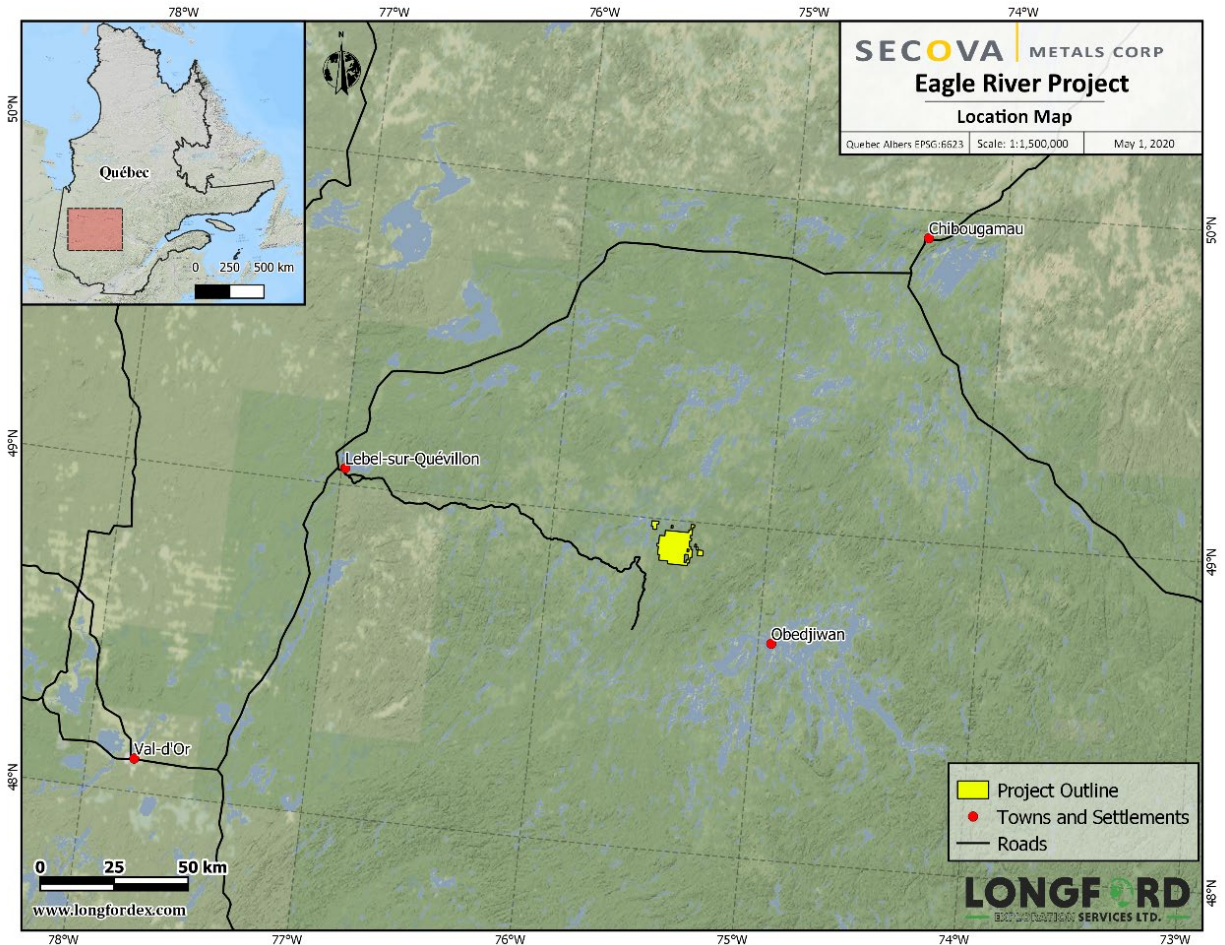 78°W 77°W 76°W 75°W 74°W
SECOVA METALS CORP
Eagle River Project
Location Map
Quebec Albers EPSG:6623 Scale: 1:1,500,000 May 1, 2020
N
50°N
50°N
Québec
0 250 500 km
Chibougamau
49°N
Lebel-sur-Quévillon
49°N
Obedjiwan
Val-d'Or
48°N
Project Outline
Towns and Settlements
Roads
0 25 50 km
www.longfordex.com
LONGFORD
EXPLORATION SERVICES LTD.
48°N
78°W 77°W 76°W 75°W 74°W 73°W